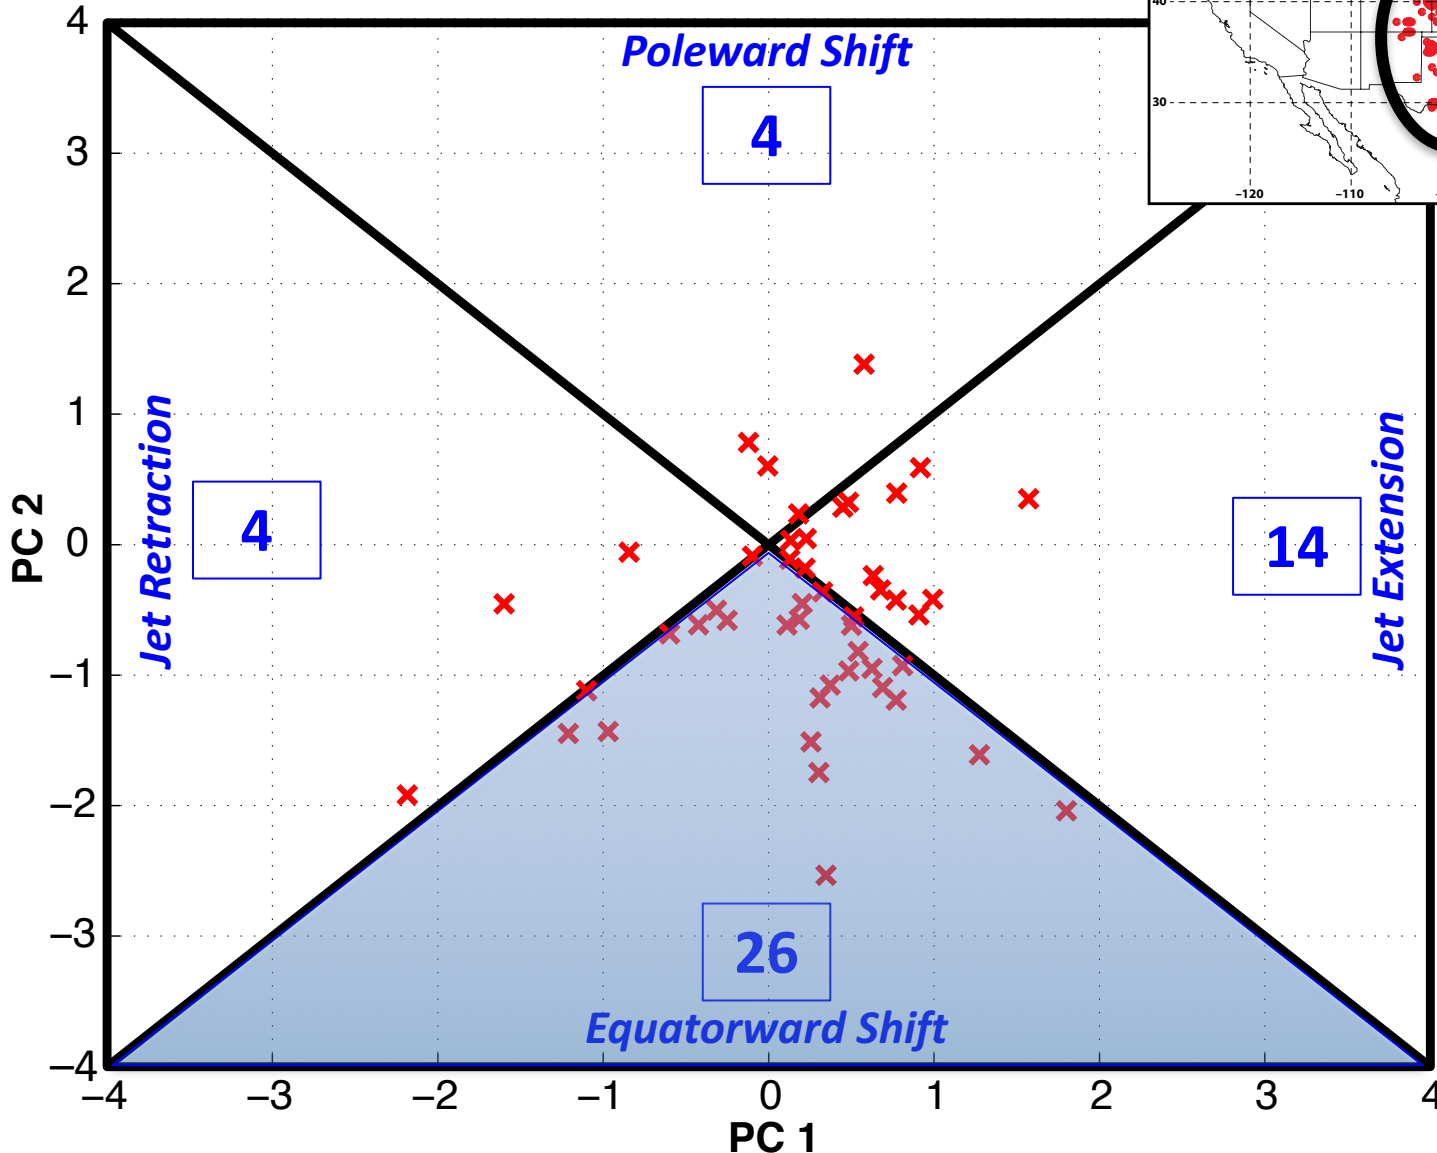 40
30
−120
−110
Poleward Shift
4
Jet Retraction
4
14
Jet Extension
26
Equatorward Shift
PC 2
4
3
2
1
0
−1
−2
−3
−4
−4 −3 −2 −1 0 1 2 3 4
PC 1